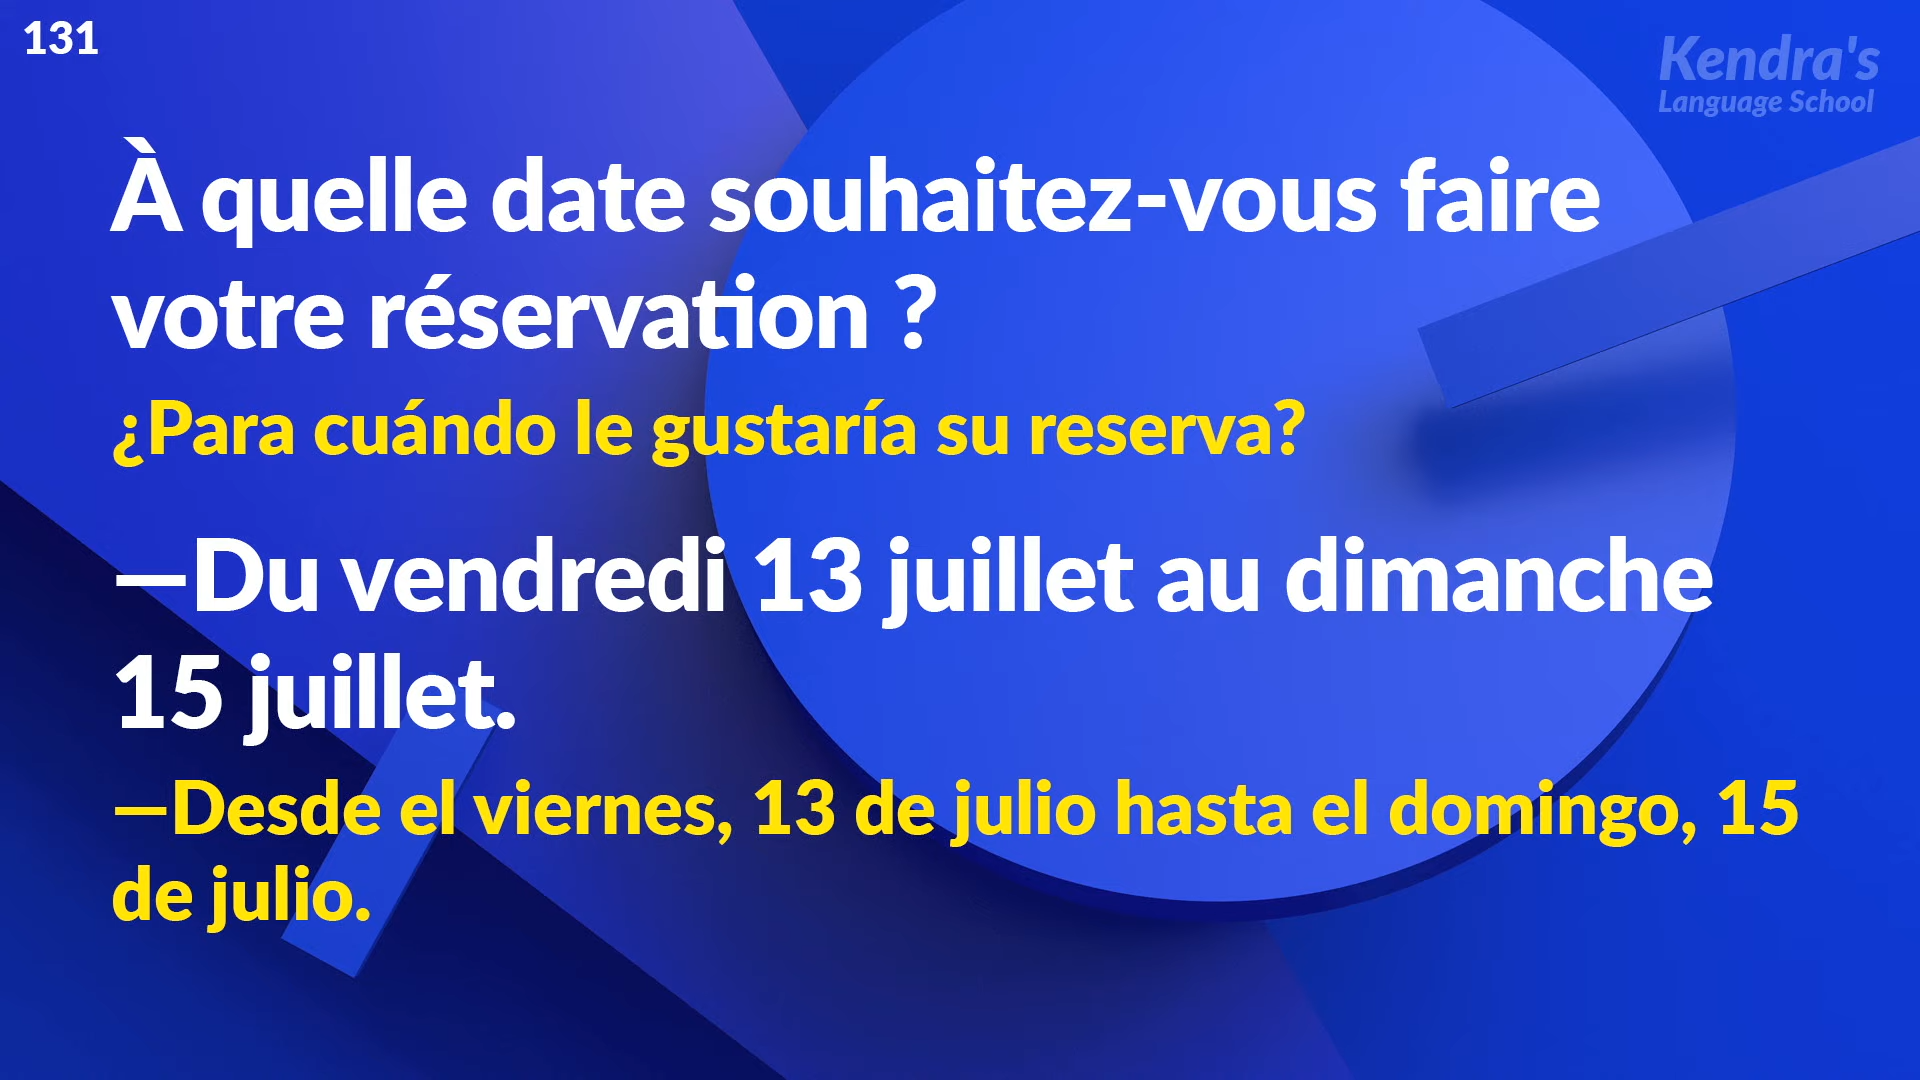 131
Kendra's
Language School
À quelle date souhaitez-vous faire
votre réservation ?
¿Para cuándo le gustaría su reserva?
—Du vendredi 13 juillet au dimanche
15 juillet.
—Desde el viernes, 13 de julio hasta el domingo, 15
de julio.